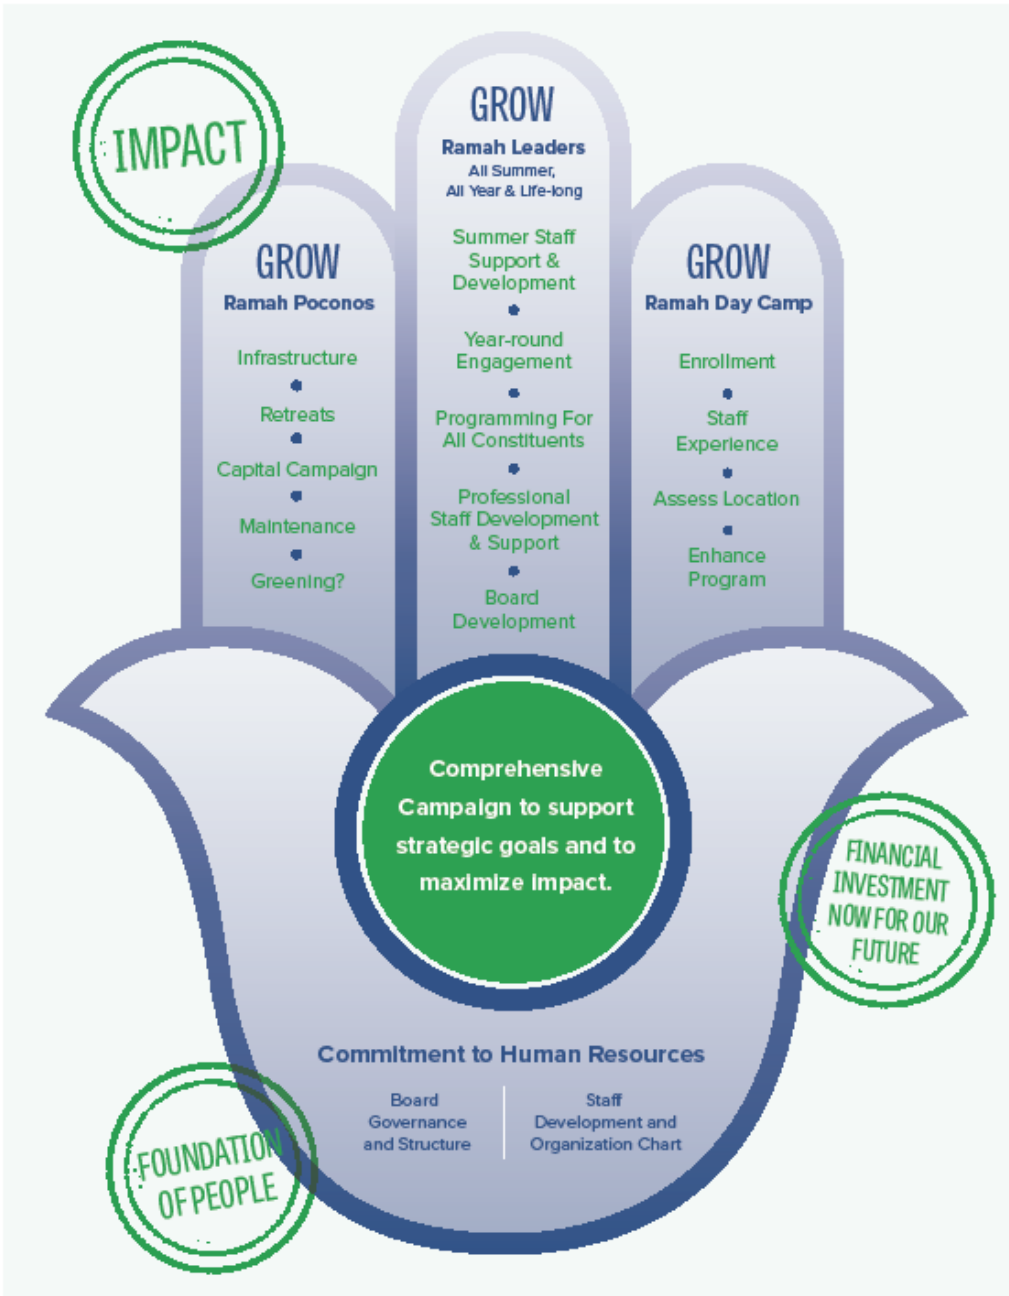 IMPACT
GROW
Ramah Leaders
All Summer,
All Year & Life-long
Summer Staff
Support &
Development
Year-round
Engagement
Programming For
All Constituents
Professional
Staff Development
& Support
Board
Development
GROW
Ramah Poconos
Infrastructure
Retreats
Capital Campaign
Maintenance
Greening?
GROW
Ramah Day Camp
Enrollment
Staff
Experience
Assess Location
Enhance
Program
Comprehensive
Campaign to support
strategic goals and to
maximize impact.
FINANCIAL
INVESTMENT
NOW FOR OUR
FUTURE
Commitment to Human Resources
Board
Governance
and Structure
Staff
Development and
Organization Chart
FOUNDATION
OF PEOPLE